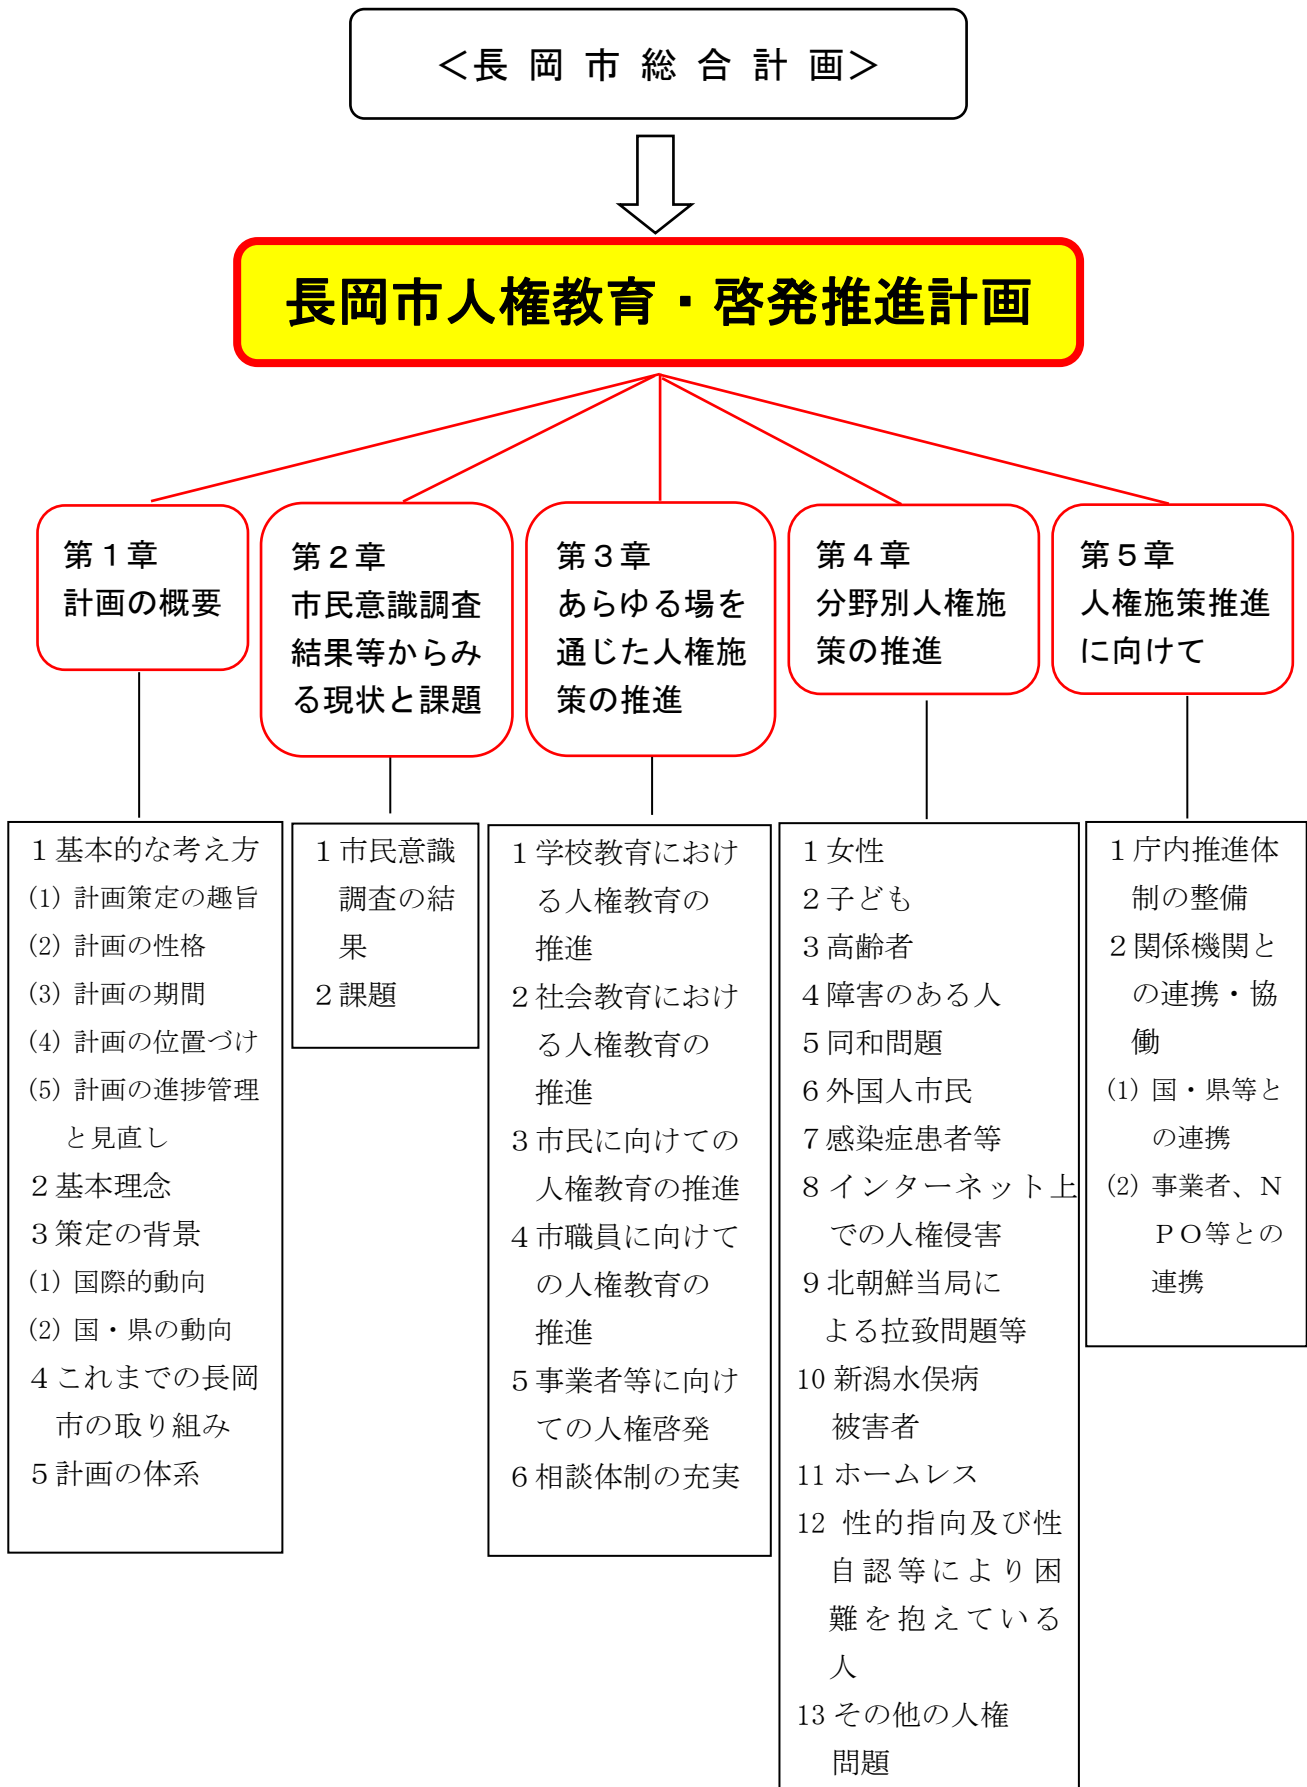 ＜長 岡 市 総 合 計 画＞
長岡市人権教育・啓発推進計画
第１章
計画の概要
第２章
市民意識調査
結果等からみ
る現状と課題
第３章
あらゆる場を
通じた人権施
策の推進
第４章
分野別人権施
策の推進
第５章
人権施策推進
に向けて
１基本的な考え方
(1) 計画策定の趣旨
(2) 計画の性格
(3) 計画の期間
(4) 計画の位置づけ
(5) 計画の進捗管理
と見直し
２基本理念
３策定の背景
(1) 国際的動向
(2) 国・県の動向
４これまでの長岡
市の取り組み
５計画の体系
１市民意識
調査の結
果
２課題
１学校教育におけ
る人権教育の
推進
２社会教育におけ
る人権教育の
推進
３市民に向けての
人権教育の推進
４市職員に向けて
の人権教育の
推進
５事業者等に向け
ての人権啓発
６相談体制の充実
１女性
２子ども
３高齢者
４障害のある人
５同和問題
６外国人市民
７感染症患者等
８インターネット上
での人権侵害
９北朝鮮当局に
よる拉致問題等
10 新潟水俣病
被害者
11 ホームレス
12 性的指向及び性
自認等により困
難を抱えている
人
13 その他の人権
問題
１庁内推進体
制の整備
２関係機関と
の連携・協
働
(1) 国・県等と
の連携
(2) 事業者、Ｎ
ＰＯ等との
連携